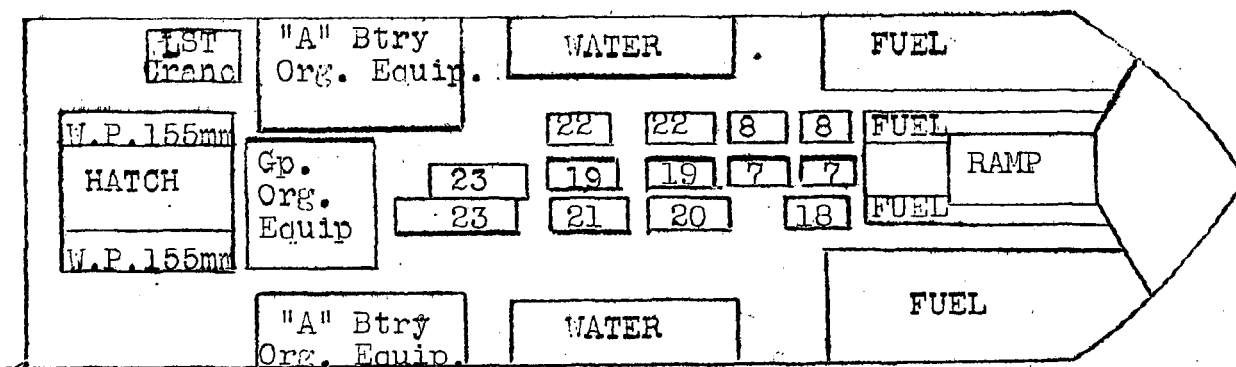 LST
Crane
"A" Btry
Org. Equip.
WATER
FUEL
W.P.155mm
HATCH
W.P.155mm
Gp.
Org.
Equip
22 22 8 8
23 19 19 7 7
23 21 20 18
FUEL
RAMP
FUEL
"A" Btry
Org. Equip.
WATER
FUEL